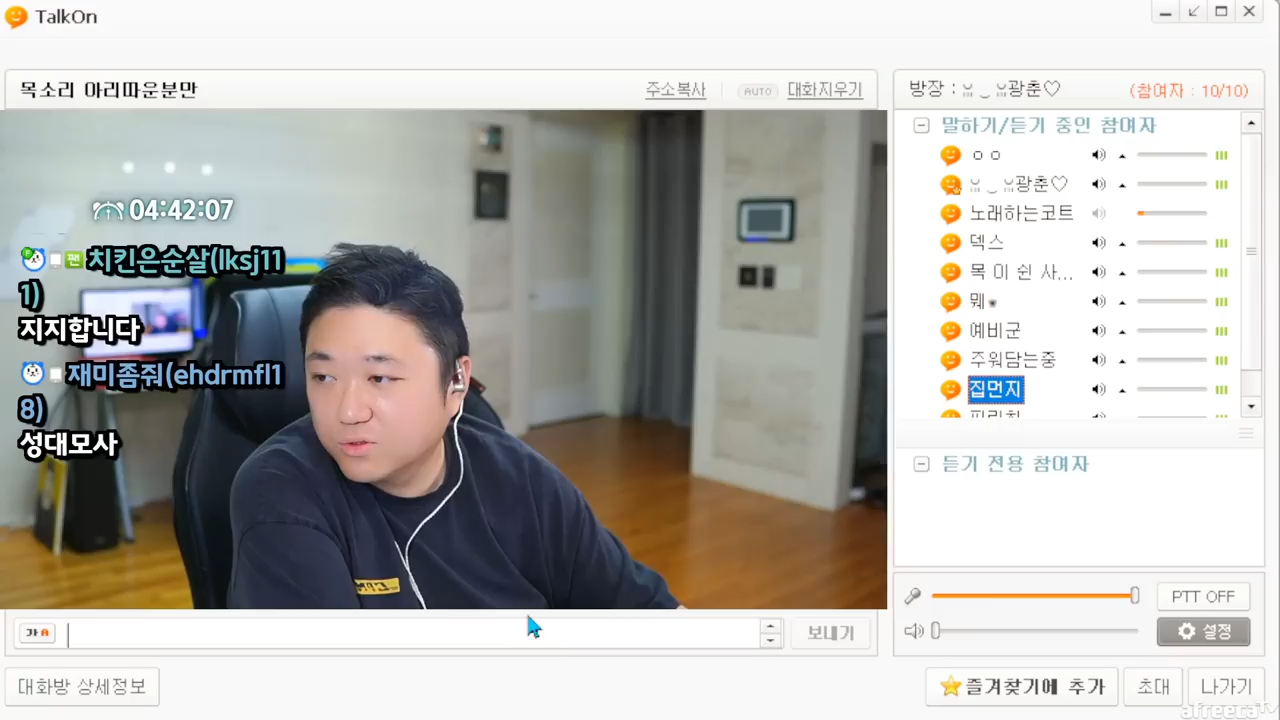 TalkOn
목소리 아리따운분만
주소복사
AUTO
대화지우기
방장 : ㅤ광춘♡
(참여자 : 10/10)
04:42:07
팬 치킨은순살(lksj11
1)
지지합니다
재미좀줘(ehdrmfl1
8)
성대모사
말하기/듣기 중인 참여자
ㅇ ㅇ
광춘♡
노래하는코트
덱스
목 이 쉰 사...
뭬
예비군
주워담는중
집먼지
듣기 전용 참여자
PTT OFF
설정
가
보내기
대화방 상세정보
즐겨찾기에 추가
초대
나가기
afreecaTV